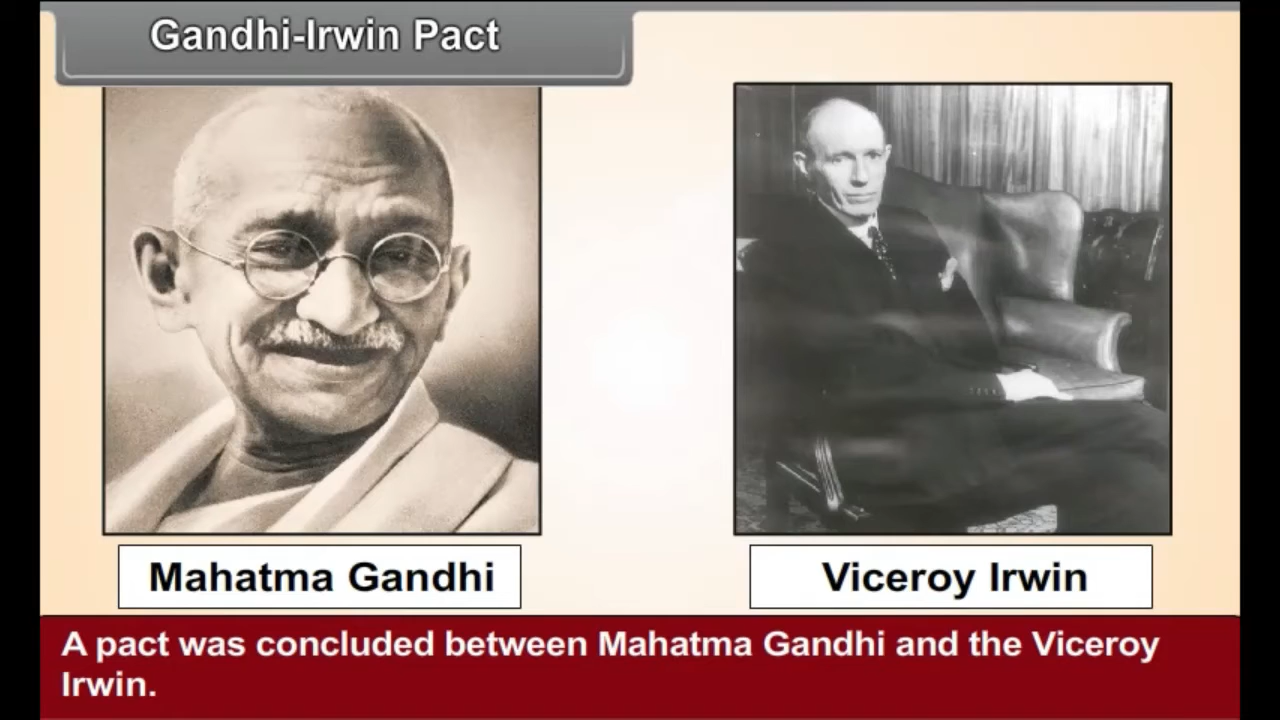 Gandhi-Irwin Pact
Mahatma Gandhi
Viceroy Irwin
A pact was concluded between Mahatma Gandhi and the Viceroy
Irwin.